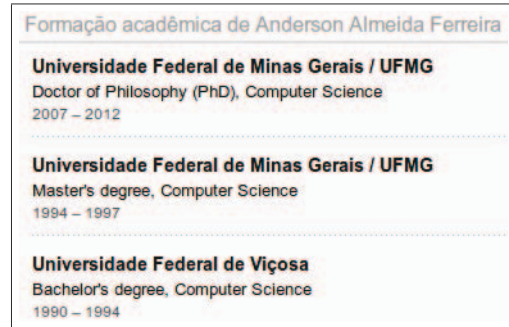 Formação acadêmica de Anderson Almeida Ferreira
Universidade Federal de Minas Gerais / UFMG
Doctor of Philosophy (PhD), Computer Science
2007 – 2012
Universidade Federal de Minas Gerais / UFMG
Master's degree, Computer Science
1994 – 1997
Universidade Federal de Viçosa
Bachelor's degree, Computer Science
1990 – 1994